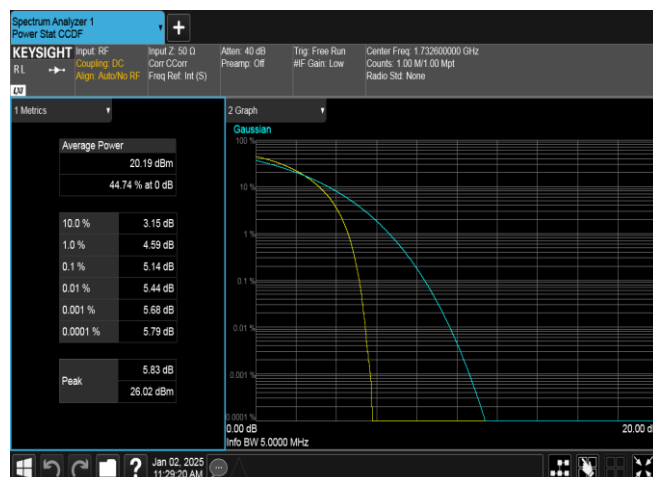 Spectrum Analyzer 1
Power Stat CCDF
+
KEYSIGHT
RL
LXI
Input: RF
Coupling: DC
Align: Auto/No RF
Input Z: 50 Ω
Corr CCorr
Freq Ref: Int (S)
Atten: 40 dB
Preamp: Off
Trig: Free Run
#IF Gain: Low
Center Freq: 1.732600000 GHz
Counts: 1.00 M/1.00 Mpt
Radio Std: None
1 Metrics
Average Power
20.19 dBm
44.74 % at 0 dB
10.0 % 3.15 dB
1.0 % 4.59 dB
0.1 % 5.14 dB
0.01 % 5.44 dB
0.001 % 5.68 dB
0.0001 % 5.79 dB
Peak
5.83 dB
26.02 dBm
2 Graph
Gaussian
100 %
10 %
1 %
0.1 %
0.01 %
0.001 %
0.0001 %
0.00 dB 20.00 d
Info BW 5.0000 MHz
?
Jan 02, 2025
11:29:20 AM